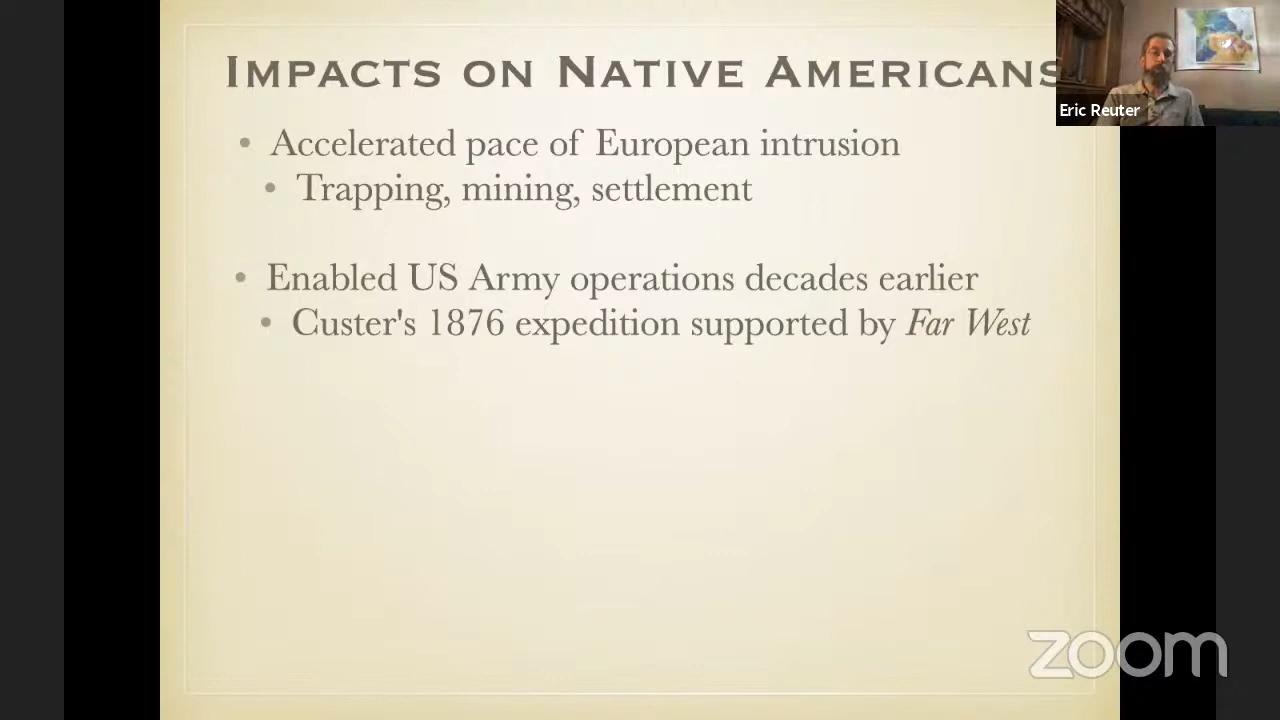 IMPACTS ON NATIVE AMERICANS
Eric Reuter
• Accelerated pace of European intrusion
• Trapping, mining, settlement
• Enabled US Army operations decades earlier
• Custer's 1876 expedition supported by Far West
zoom